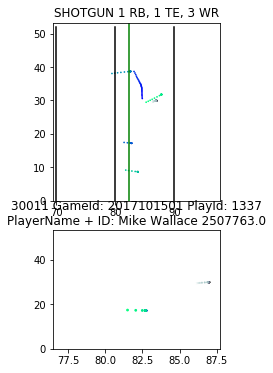 SHOTGUN 1 RB, 1 TE, 3 WR
50
40
30
20
10
0
70 80 90
30011 GameId: 2017101501 PlayId: 1337
PlayerName + ID: Mike Wallace 2507763.0
40
20
0
77.5 80.0 82.5 85.0 87.5